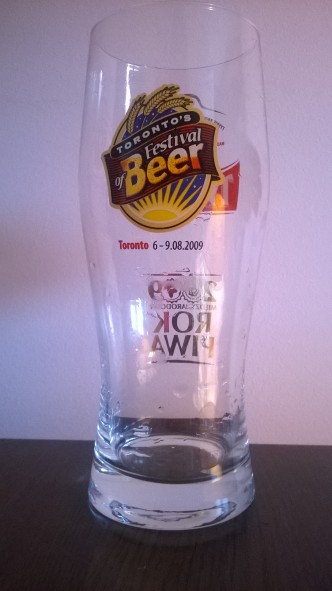 TORONTO'S
Festival
of Beer
Toronto 6 - 9.08.2009
2009
ROK
PIWA